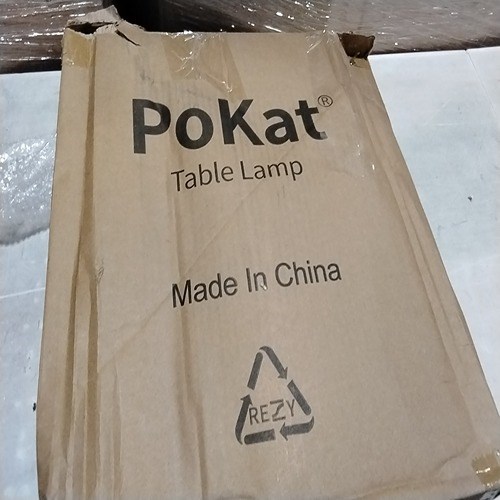 PoKat®
Table Lamp
Made In China
REZY